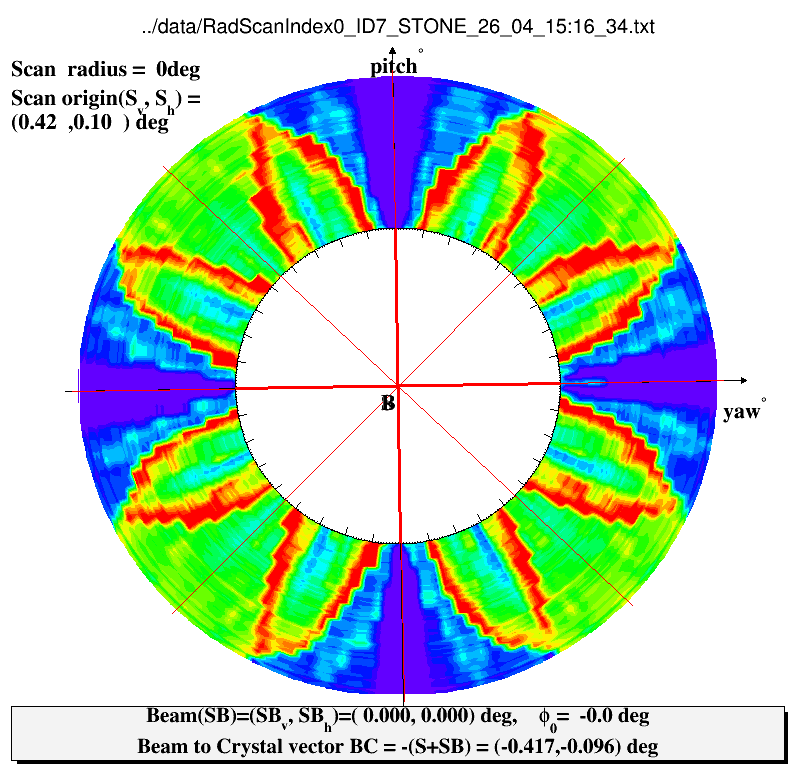 ../data/RadScanIndex0_ID7_STONE_26_04_15:16_34.txt
pitch°
Scan radius = 0deg
Scan origin(Sv, Sh) =
(0.42 ,0.10 ) deg
B
yaw°
Beam(SB)=(SBv, SBh)=( 0.000, 0.000) deg, ϕ0= -0.0 deg
Beam to Crystal vector BC = -(S+SB) = (-0.417,-0.096) deg